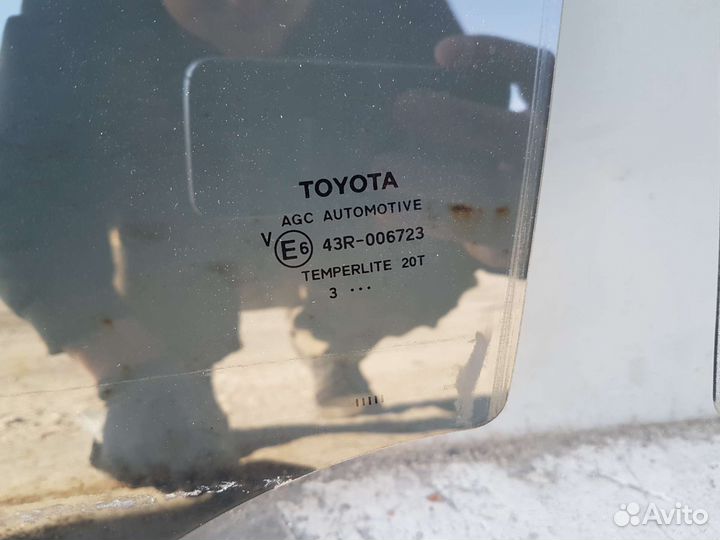 TOYOTA
AGC AUTOMOTIVE
V E6 43R-006723
TEMPERLITE 20T
3 ...
Avito